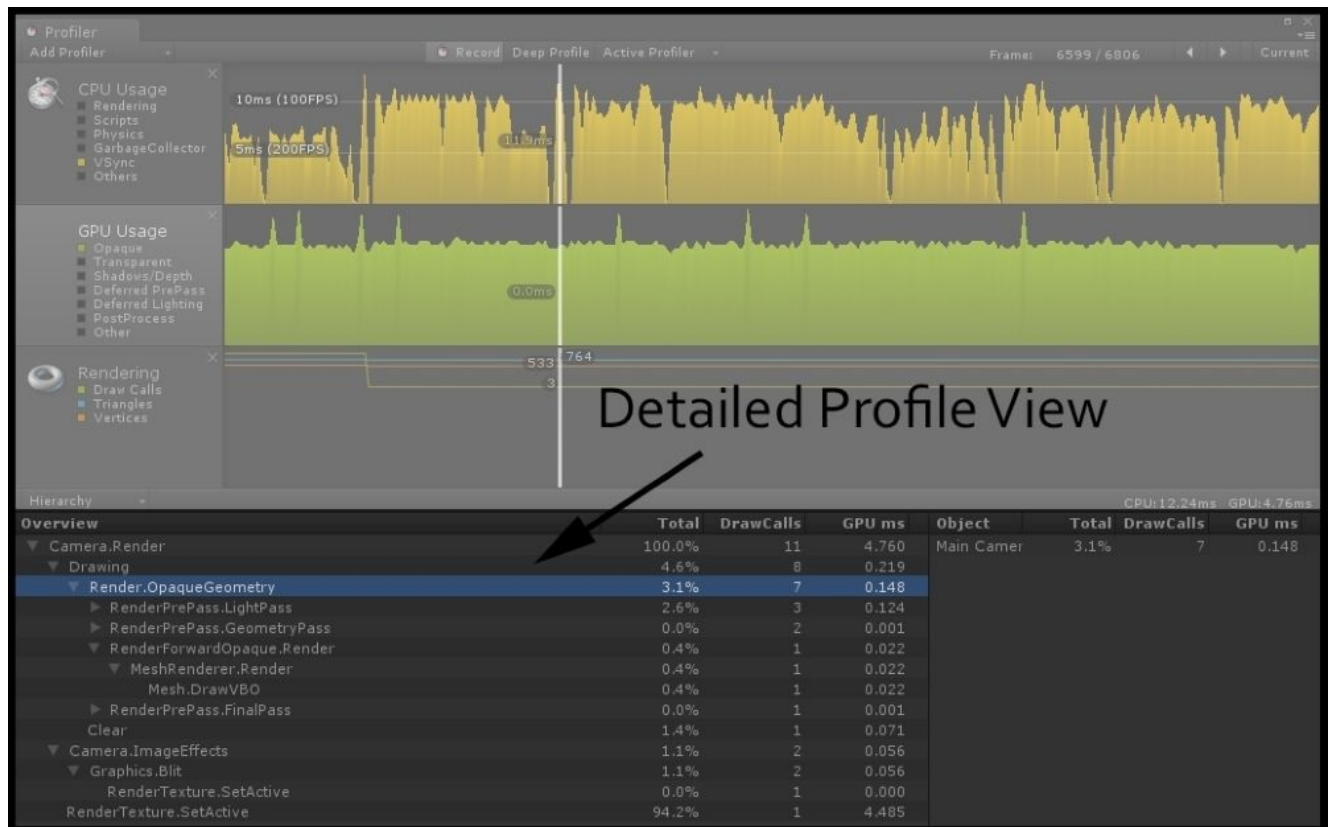 Profiler
Add Profiler
Record Deep Profile Active Profiler
Frame: 6599 / 6806 Current
CPU Usage
Rendering
Scripts
Physics
GarbageCollector
VSync
Others
10ms (100FPS)
5ms (200FPS)
11.9ms
GPU Usage
Opaque
Transparent
Shadows/Depth
Deferred PrePass
Deferred Lighting
PostProcess
Other
0.0ms
Rendering
Draw Calls
Triangles
Vertices
533 764
3
Detailed Profile View
Hierarchy CPU:12.24ms GPU:4.76ms
Overview Total DrawCalls GPU ms Object Total DrawCalls GPU ms
Camera.Render 100.0% 11 4.760 Main Camer 3.1% 7 0.148
Drawing 4.6% 8 0.219
Render.OpaqueGeometry 3.1% 7 0.148
RenderPrePass.LightPass 2.6% 3 0.124
RenderPrePass.GeometryPass 0.0% 2 0.001
RenderForwardOpaque.Render 0.4% 1 0.022
MeshRenderer.Render 0.4% 1 0.022
Mesh.DrawVBO 0.4% 1 0.022
RenderPrePass.FinalPass 0.0% 1 0.001
Clear 1.4% 1 0.071
Camera.ImageEffects 1.1% 2 0.056
Graphics.Blit 1.1% 2 0.056
RenderTexture.SetActive 0.0% 1 0.000
RenderTexture.SetActive 94.2% 1 4.485